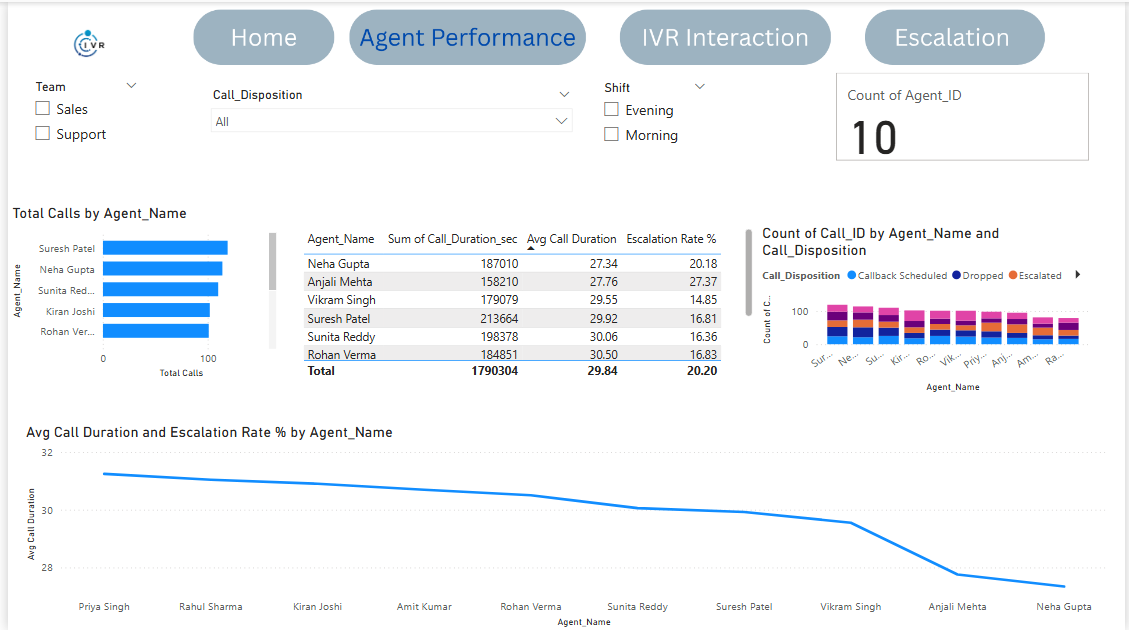 IVR
Home
Agent Performance
IVR Interaction
Escalation
Team
Sales
Support
Call_Disposition
All
Shift
Evening
Morning
Count of Agent_ID
10
Total Calls by Agent_Name
Agent_Name
Suresh Patel
Neha Gupta
Sunita Red...
Kiran Joshi
Rohan Ver...
0 100
Total Calls
Agent_Name Sum of Call_Duration_sec Avg Call Duration Escalation Rate %
Neha Gupta 187010 27.34 20.18
Anjali Mehta 158210 27.76 27.37
Vikram Singh 179079 29.55 14.85
Suresh Patel 213664 29.92 16.81
Sunita Reddy 198378 30.06 16.36
Rohan Verma 184851 30.50 16.83
Total 1790304 29.84 20.20
Count of Call_ID by Agent_Name and
Call_Disposition
Call_Disposition Callback Scheduled Dropped Escalated
Count of C...
100
0
Sur... Ne... Su... Kir... Ro... Vik... Priy... Anj... Am... Ra...
Agent_Name
Avg Call Duration and Escalation Rate % by Agent_Name
Avg Call Duration
32
30
28
Priya Singh Rahul Sharma Kiran Joshi Amit Kumar Rohan Verma Sunita Reddy Suresh Patel Vikram Singh Anjali Mehta Neha Gupta
Agent_Name